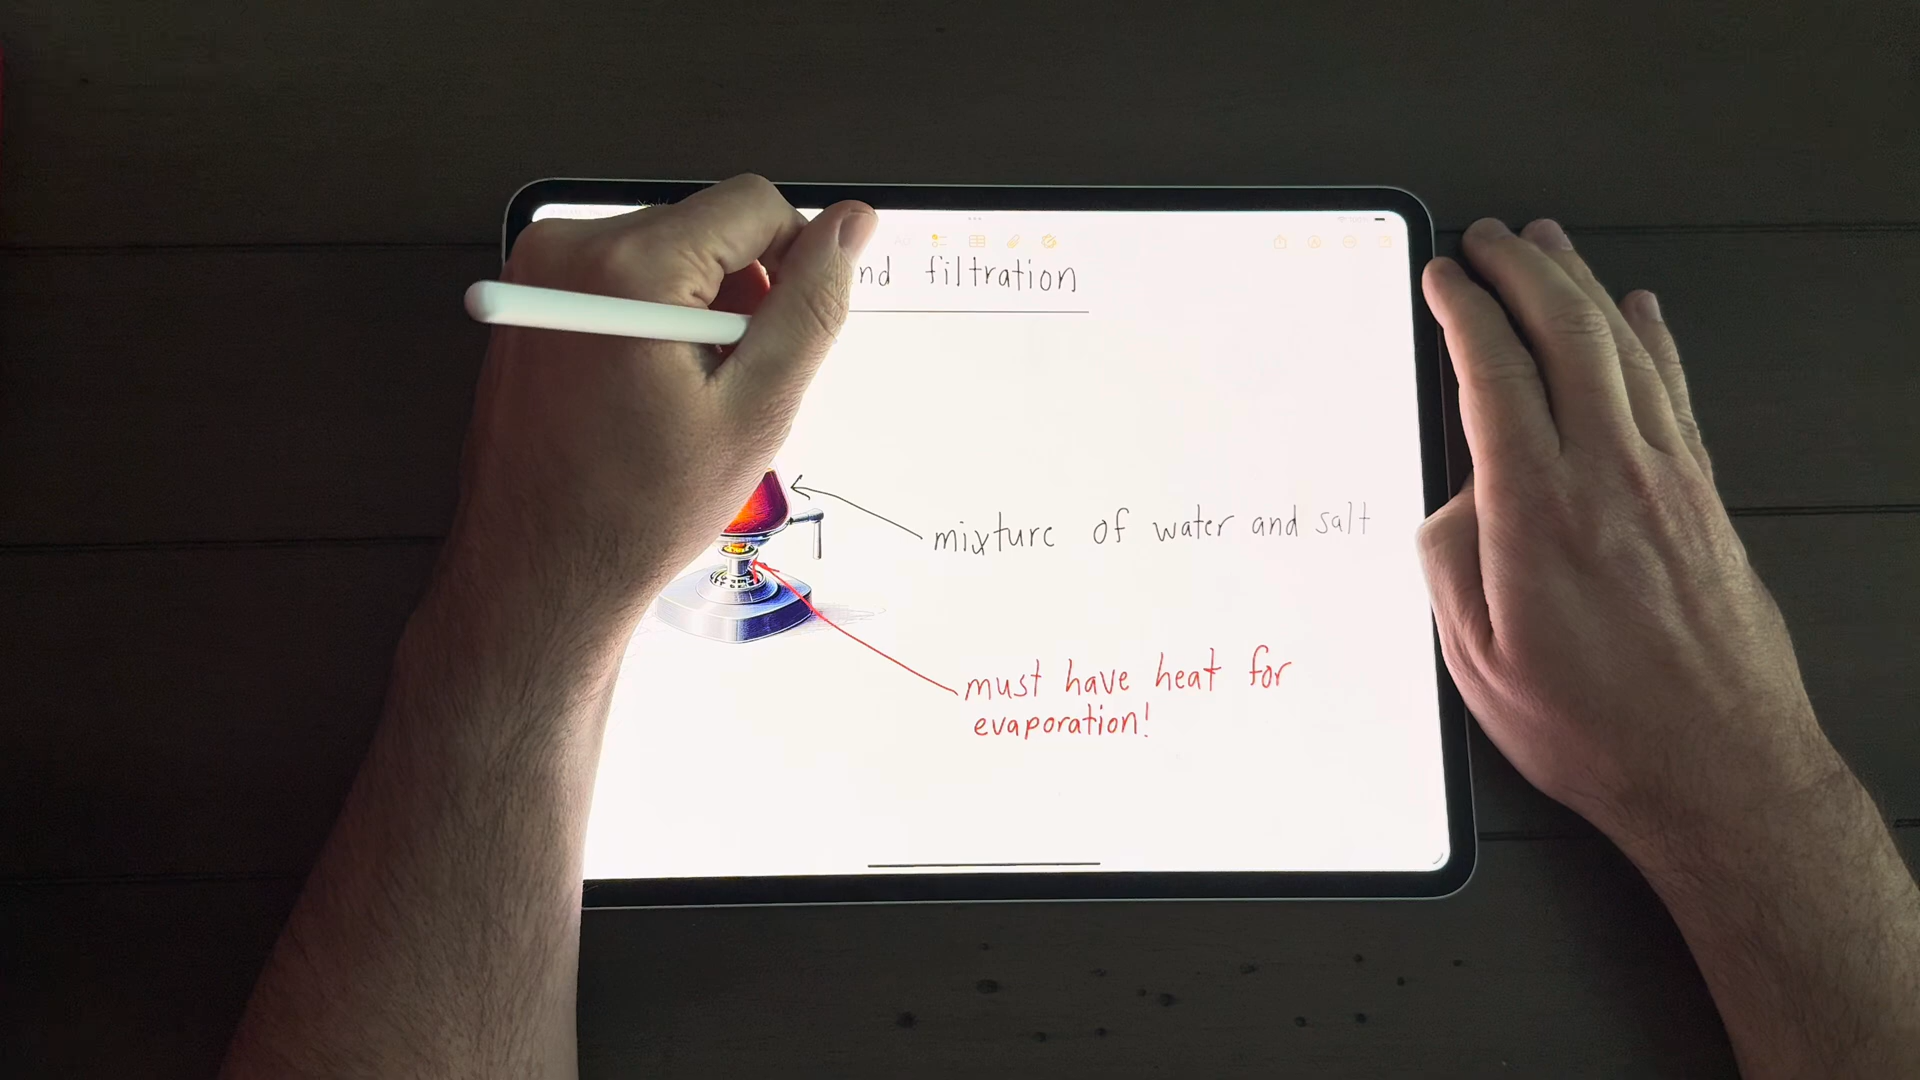 nd filtration
mixture of water and salt
must have heat for
evaporation!